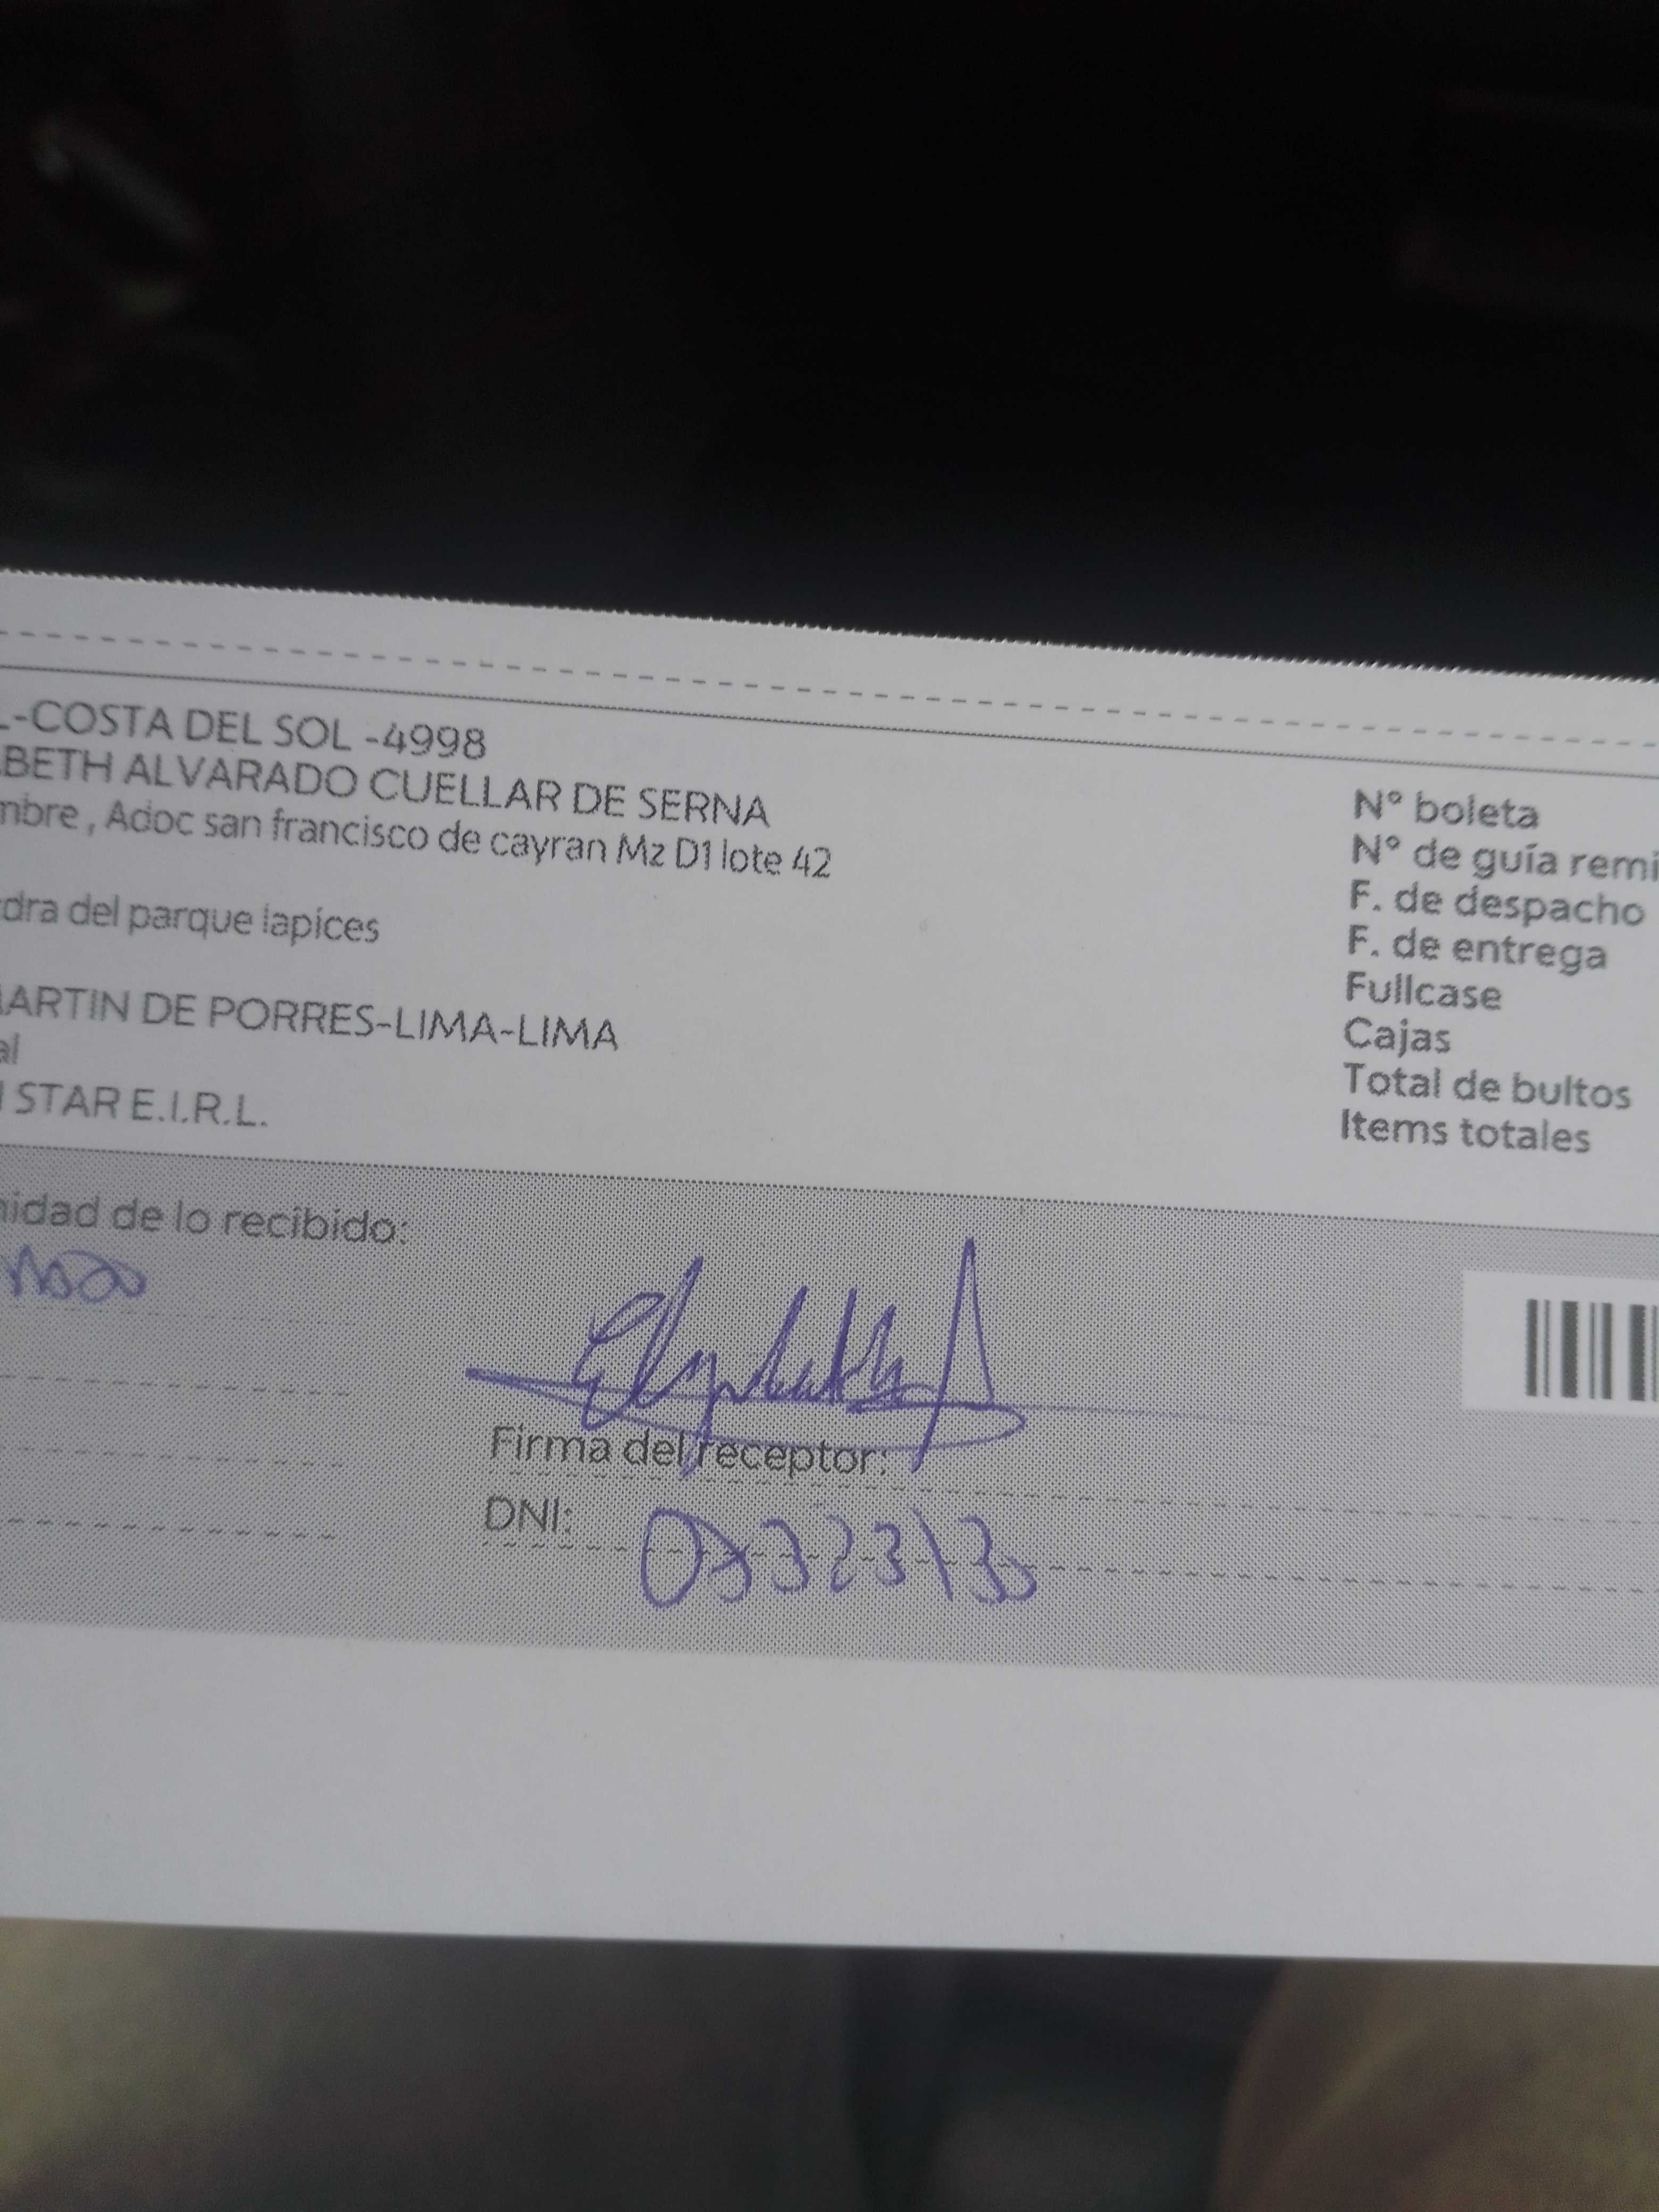 L-COSTA DEL SOL -4998
BETH ALVARADO CUELLAR DE SERNA
mbre, Adoc san francisco de cayran Mz D1 lote 42
dra del parque lapices
MARTIN DE PORRES-LIMA-LIMA
al
STAR E.I.R.L.
N° boleta
N° de guía remi
F. de despacho
F. de entrega
Fullcase
Cajas
Total de bultos
Items totales
nidad de lo recibido:
Firma del receptor:
DNI: